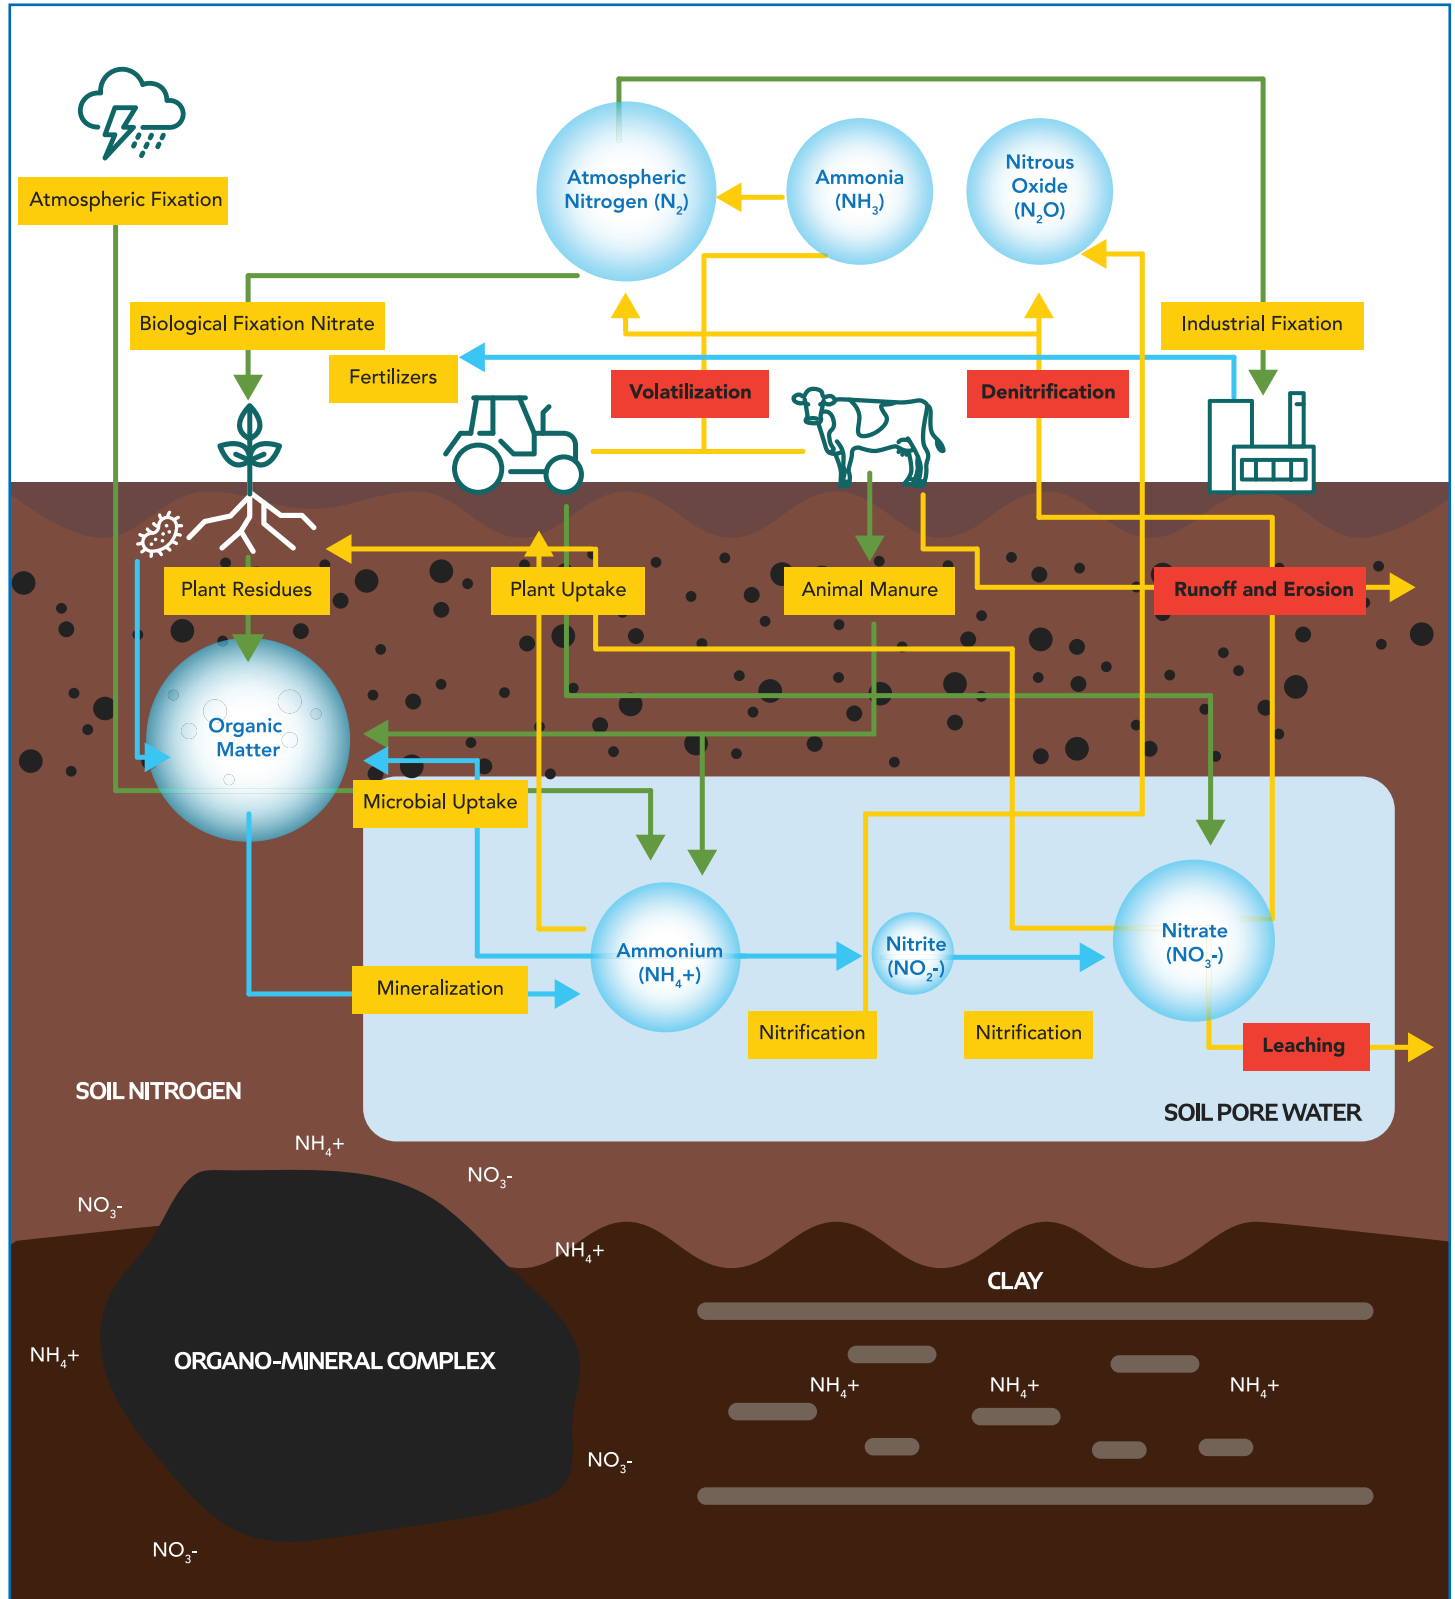 Atmospheric
Nitrogen (N₂)
Ammonia
(NH₃)
Nitrous
Oxide
(N₂O)
Atmospheric Fixation
Biological Fixation Nitrate
Industrial Fixation
Fertilizers
Volatilization
Denitrification
Plant Residues
Plant Uptake
Animal Manure
Runoff and Erosion
Organic
Matter
Microbial Uptake
Ammonium
(NH₄+)
Nitrite
(NO₂-)
Nitrate
(NO₃-)
Mineralization
Nitrification
Nitrification
Leaching
SOIL NITROGEN
SOIL PORE WATER
NH₄+
NO₃-
NO₃-
NH₄+
CLAY
NH₄+
ORGANO-MINERAL COMPLEX
NH₄+
NH₄+
NH₄+
NO₃-
NO₃-